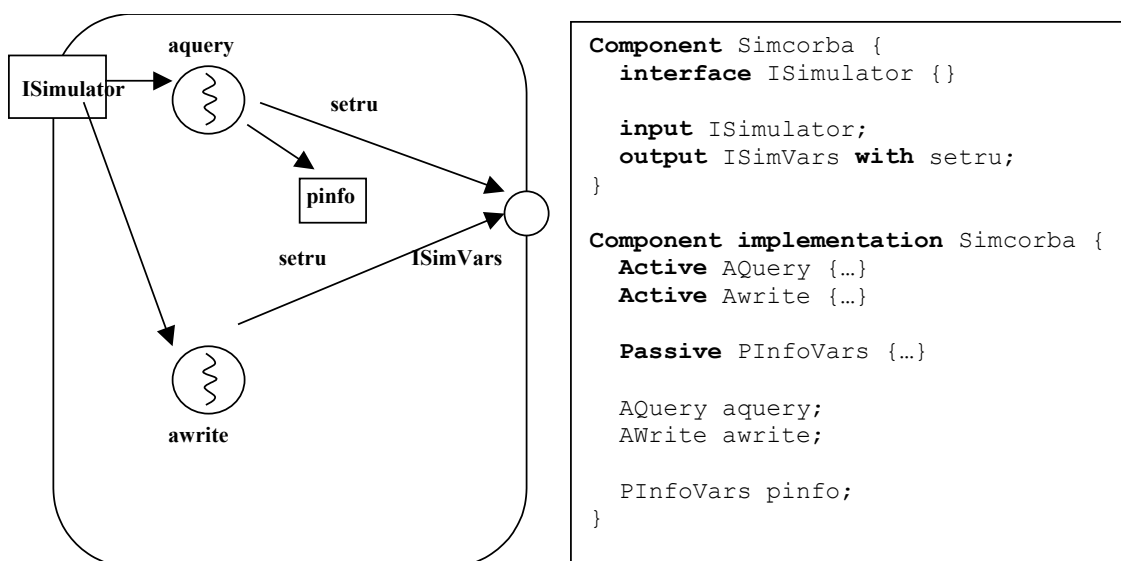 aquery
ISimulator
setru
pinfo
setru
ISimVars
awrite
Component Simcorba {
interface ISimulator {}
input ISimulator;
output ISimVars with setru;
}
Component implementation Simcorba {
Active AQuery {…}
Active Awrite {…}
Passive PInfoVars {…}
AQuery aquery;
AWrite awrite;
PInfoVars pinfo;
}